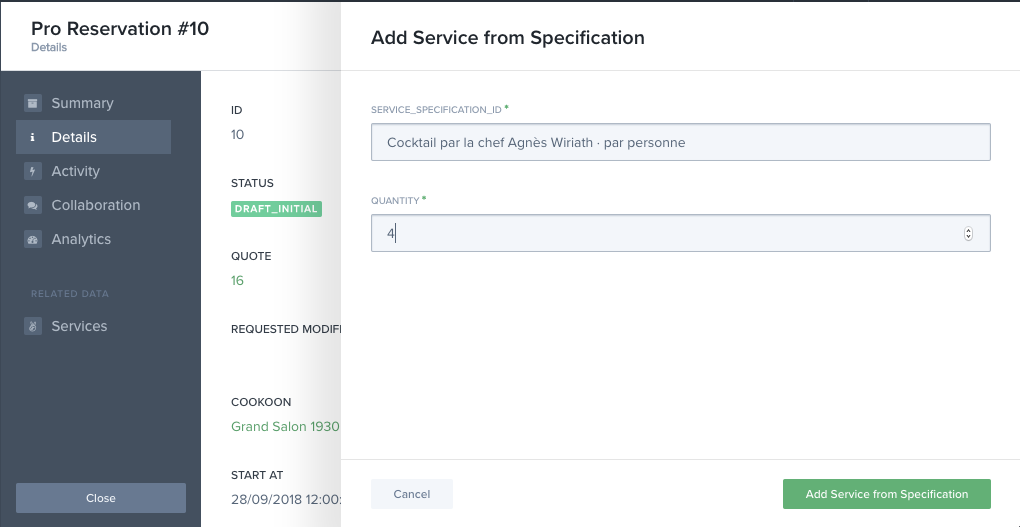 Pro Reservation #10
Details
Summary
Details
Activity
Collaboration
Analytics
RELATED DATA
Services
Close
ID
10
STATUS
DRAFT_INITIAL
QUOTE
16
REQUESTED MODIFI
COOKOON
Grand Salon 1930
START AT
28/09/2018 12:00:
Add Service from Specification
SERVICE_SPECIFICATION_ID *
Cocktail par la chef Agnès Wiriath · par personne
QUANTITY *
4
Cancel
Add Service from Specification